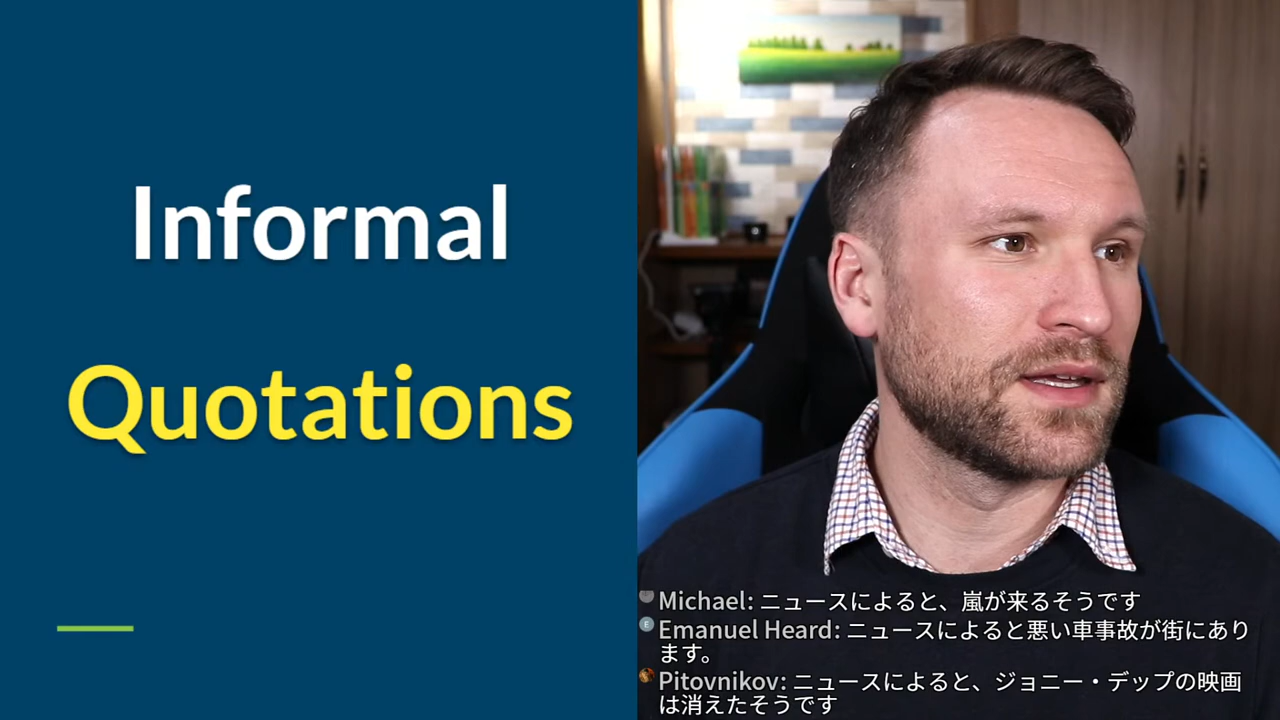 Informal
Quotations
Michael: ニュースによると、嵐が来るそうです
Emanuel Heard: ニュースによると悪い車事故が街にあり
ます。
Pitovnikov: ニュースによると、ジョニー・デップの映画
は消えたそうです